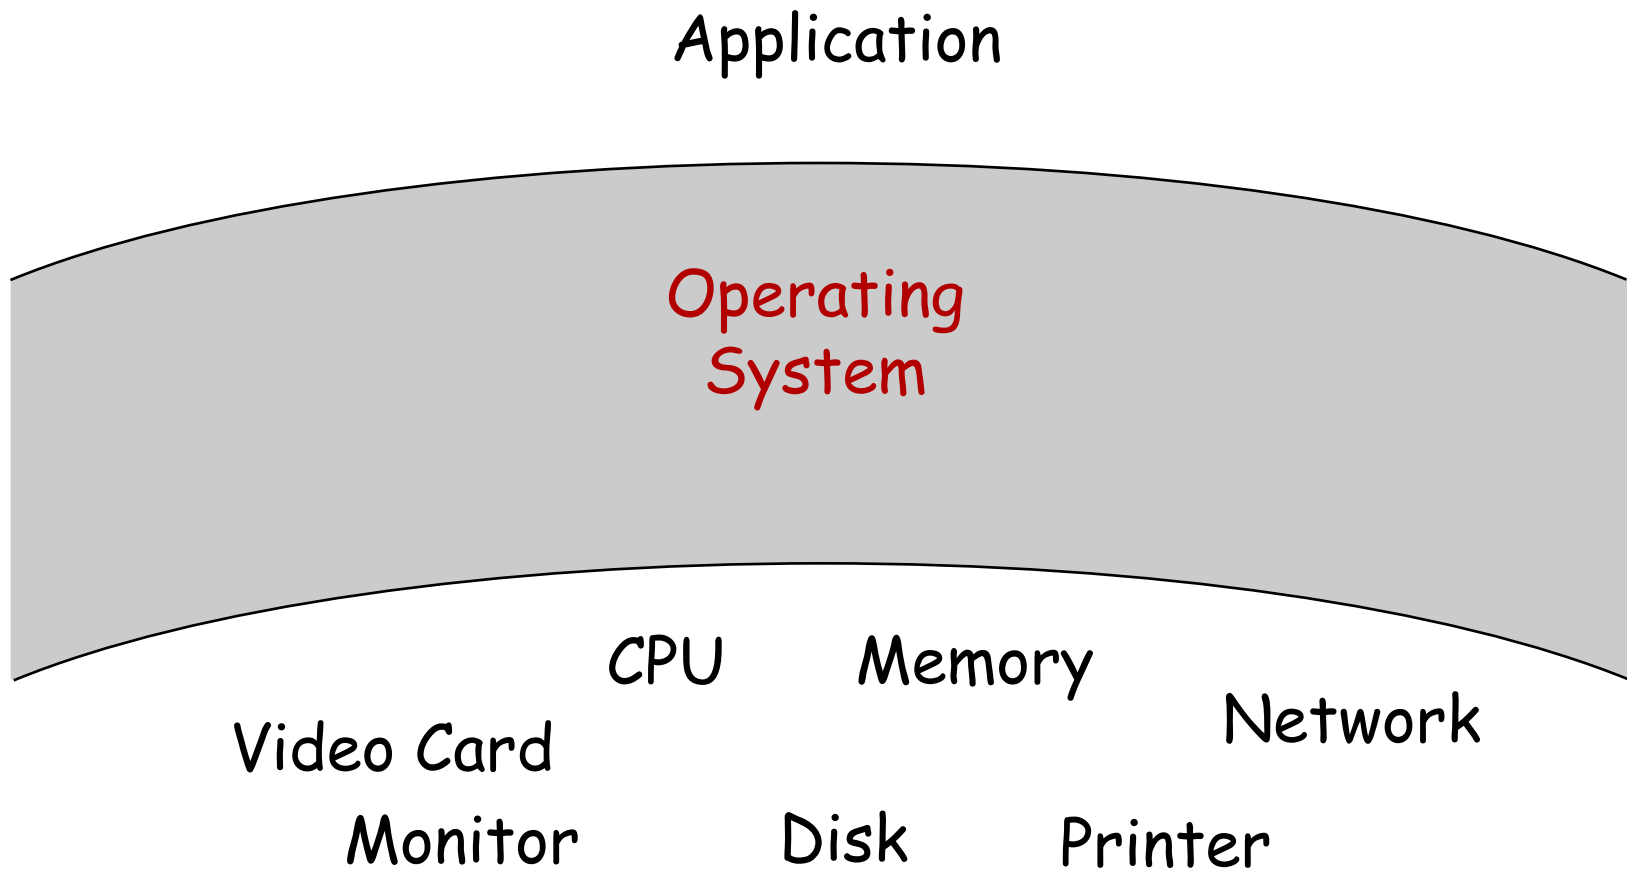 Application
Operating
System
CPU Memory
Network
Video Card
Monitor Disk Printer